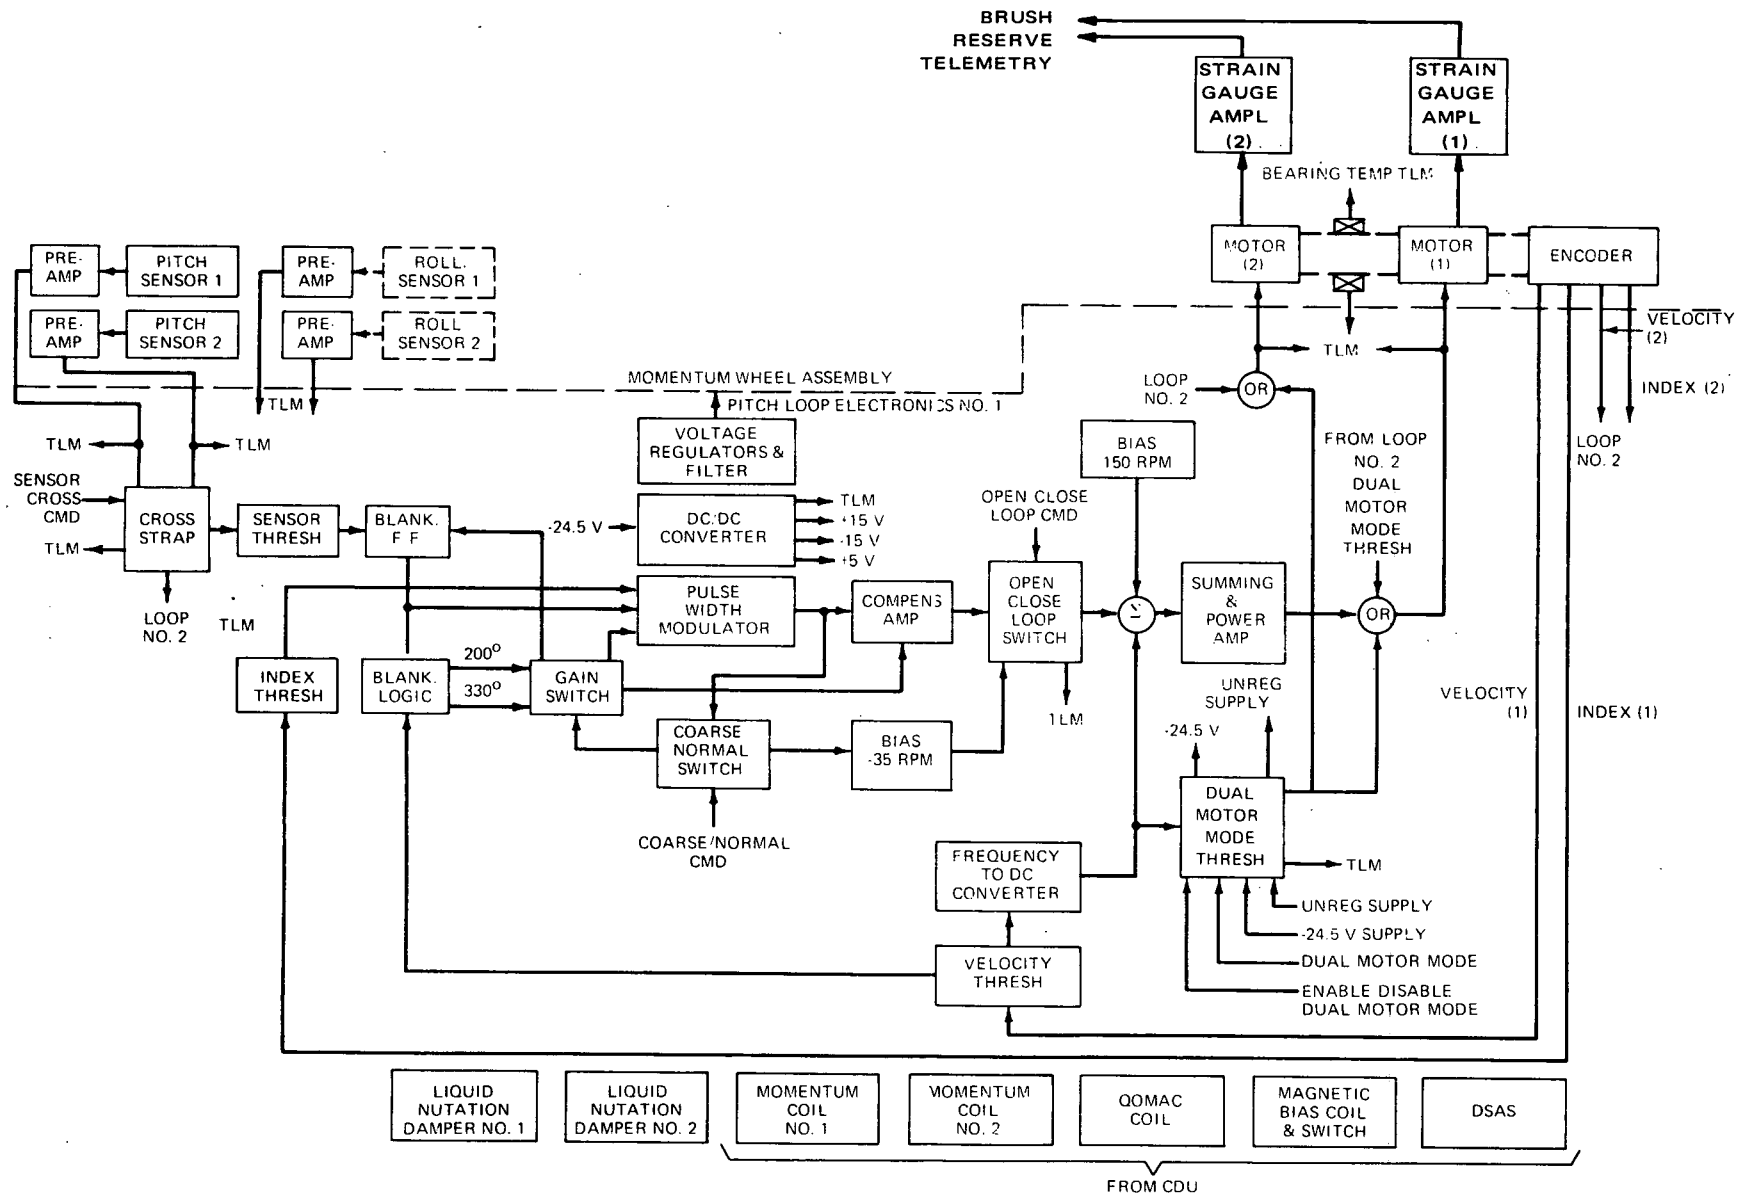 BRUSH
RESERVE
TELEMETRY
STRAIN
GAUGE
AMPL
(2)
STRAIN
GAUGE
AMPL
(1)
BEARING TEMP TLM
MOTOR
(2)
MOTOR
(1)
ENCODER
PRE-
AMP
PITCH
SENSOR 1
PRE-
AMP
ROLL
SENSOR 1
PRE-
AMP
PITCH
SENSOR 2
PRE-
AMP
ROLL
SENSOR 2
VELOCITY
(2)
TLM
INDEX (2)
LOOP
NO. 2
MOMENTUM WHEEL ASSEMBLY
PITCH LOOP ELECTRONICS NO. 1
LOOP
NO. 2
OR
TLM
TLM
TLM
VOLTAGE
REGULATORS &
FILTER
BIAS
150 RPM
FROM LOOP
NO. 2
DUAL
MOTOR
MODE
THRESH
SENSOR
CROSS
CMD
TLM
CROSS
STRAP
SENSOR
THRESH
BLANK.
F F
-24.5 V
DC/DC
CONVERTER
TLM
+15 V
-15 V
+5 V
OPEN CLOSE
LOOP CMD
LOOP
NO. 2
TLM
PULSE
WIDTH
MODULATOR
COMPENS
AMP
OPEN
CLOSE
LOOP
SWITCH
Σ
SUMMING
&
POWER
AMP
OR
INDEX
THRESH
BLANK.
LOGIC
200°
330°
GAIN
SWITCH
COARSE
NORMAL
SWITCH
BIAS
-35 RPM
TLM
UNREG
SUPPLY
-24.5 V
VELOCITY
(1)
INDEX (1)
COARSE/NORMAL
CMD
DUAL
MOTOR
MODE
THRESH
TLM
FREQUENCY
TO DC
CONVERTER
UNREG SUPPLY
-24.5 V SUPPLY
DUAL MOTOR MODE
ENABLE DISABLE
DUAL MOTOR MODE
VELOCITY
THRESH
LIQUID
NUTATION
DAMPER NO. 1
LIQUID
NUTATION
DAMPER NO. 2
MOMENTUM
COIL
NO. 1
MOMENTUM
COIL
NO. 2
QOMAC
COIL
MAGNETIC
BIAS COIL
& SWITCH
DSAS
FROM CDU